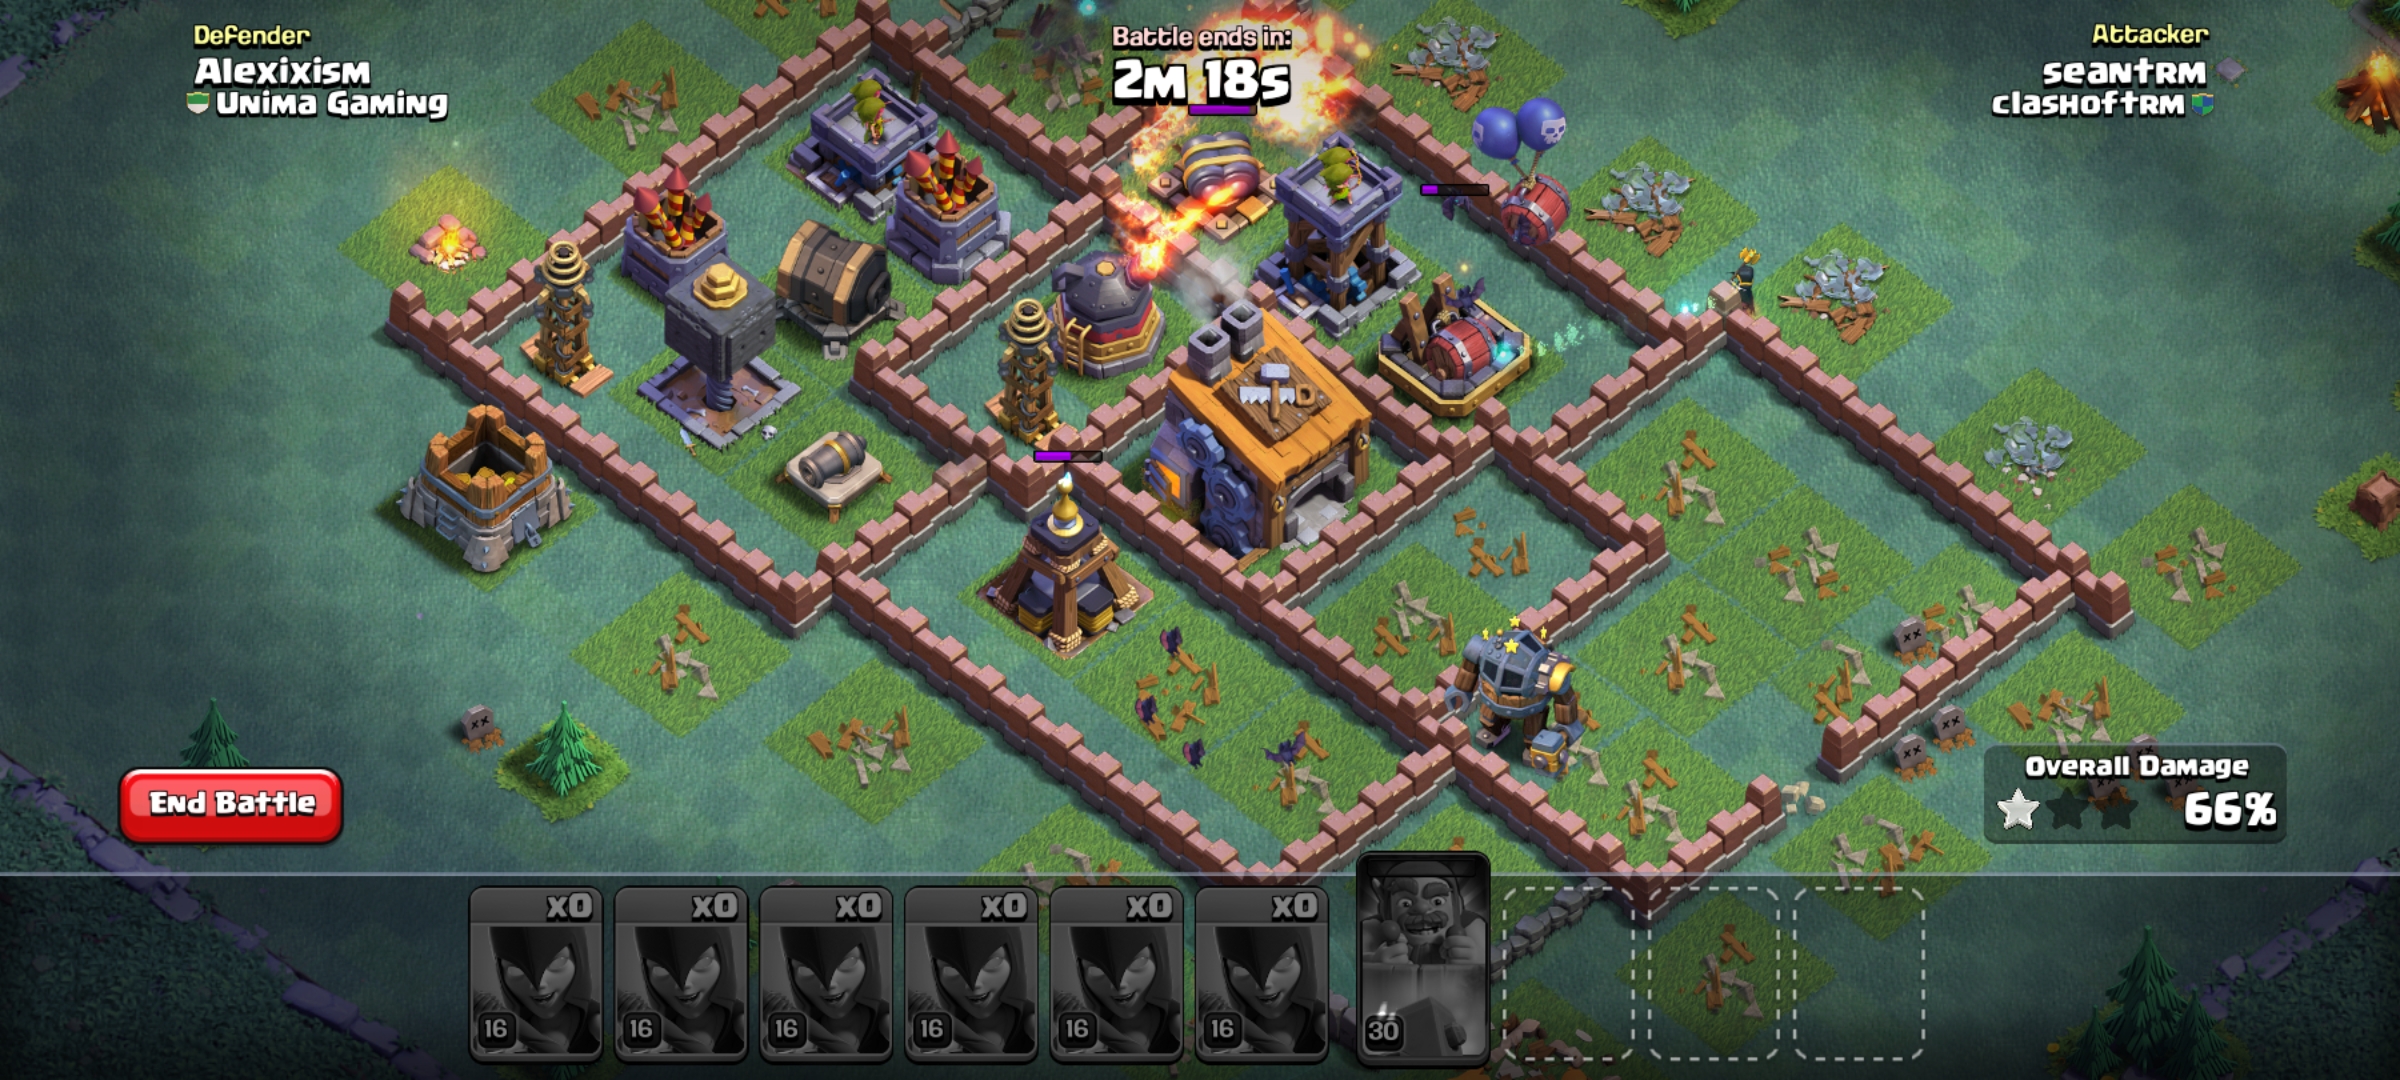 Defender
Alexixism
Unima Gaming
Battle ends in:
2m 18s
Attacker
seantrm
clashoftrm
End Battle
Overall Damage
66%
x0
x0
x0
x0
x0
x0
16
16
16
16
16
16
30